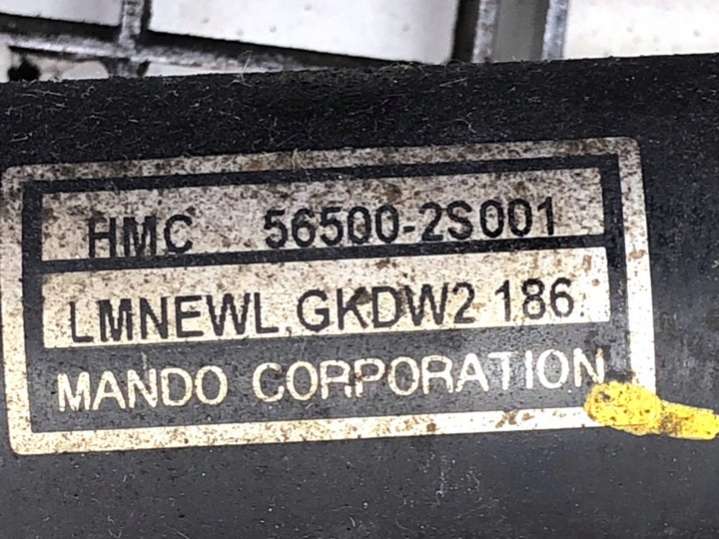 HMC 56500-2S001
LMNEWL,GKDW2 186
MANDO CORPORATION